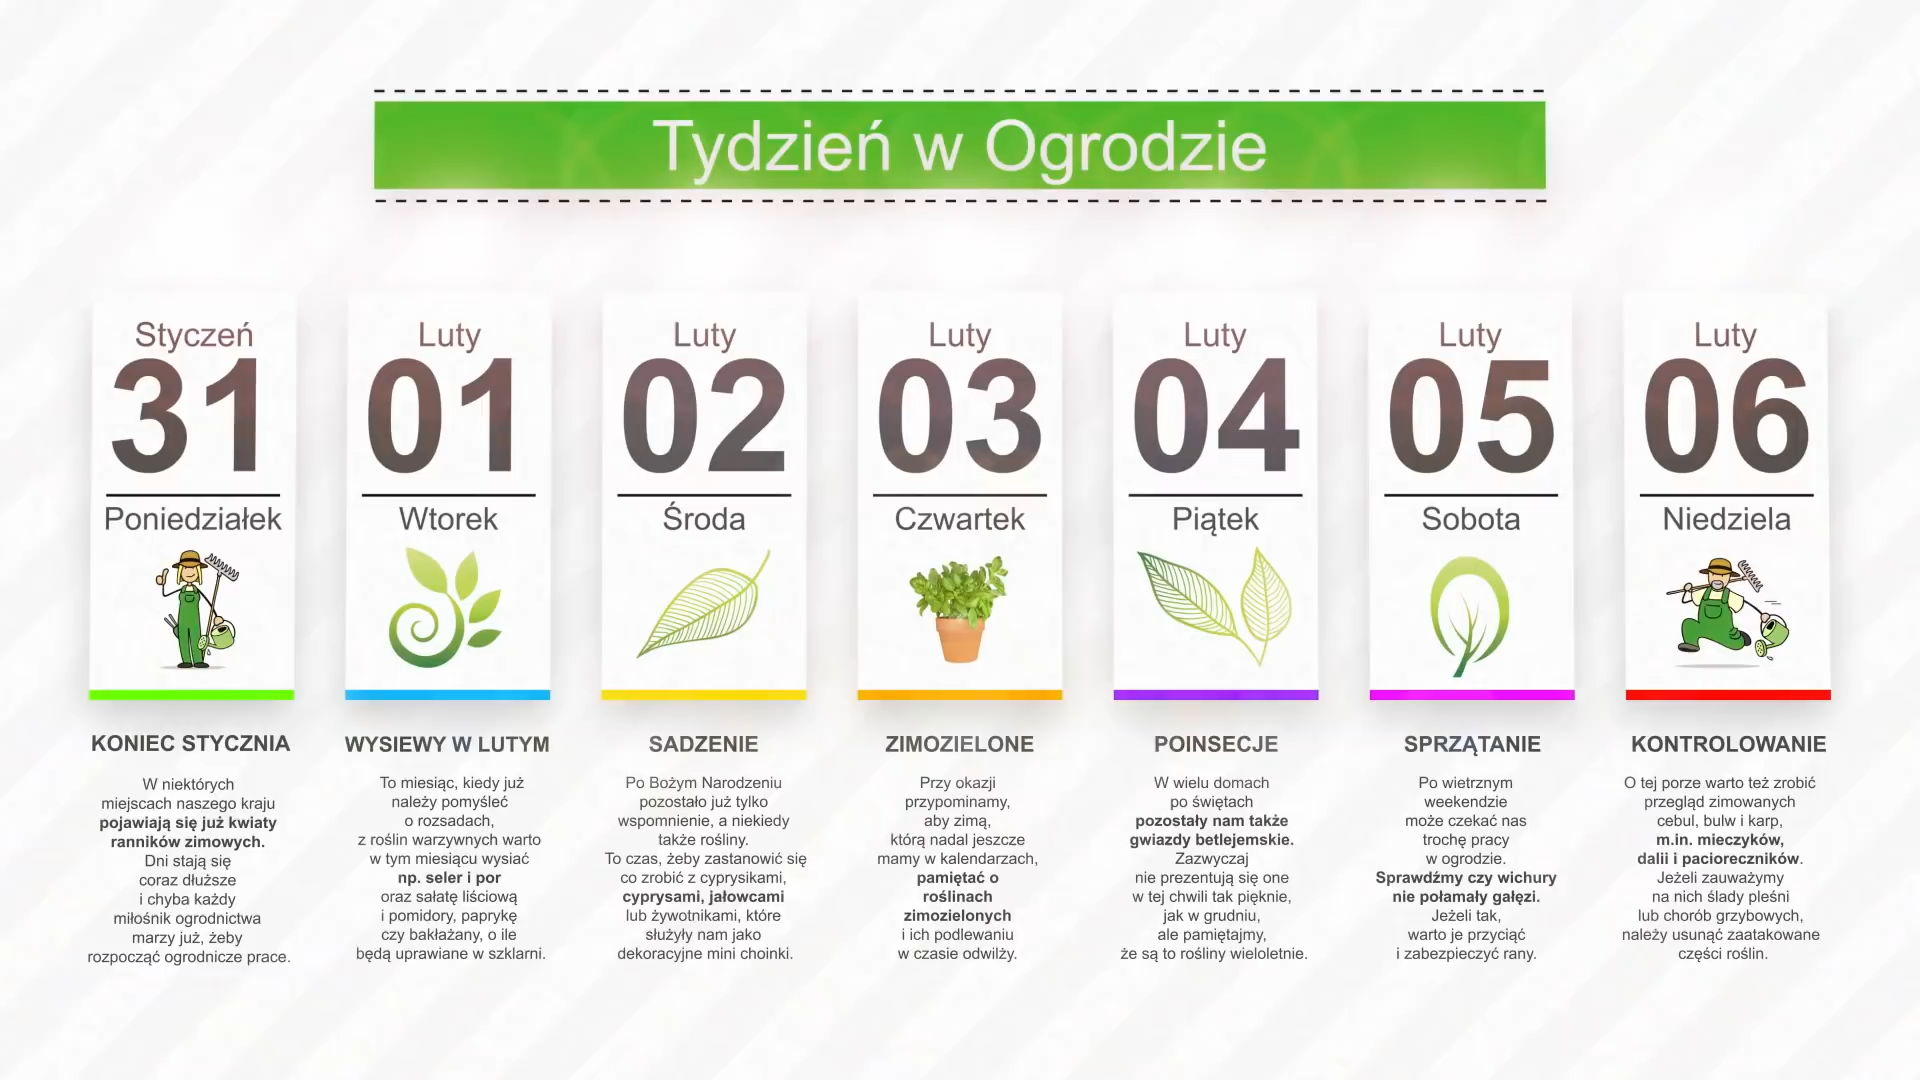 Tydzień w Ogrodzie
Styczeń
31
Poniedziałek
KONIEC STYCZNIA
W niektórych
miejscach naszego kraju
pojawiają się już kwiaty
ranników zimowych.
Dni stają się
coraz dłuższe
i chyba każdy
miłośnik ogrodnictwa
marzy już, żeby
rozpocząć ogrodnicze prace.
Luty
01
Wtorek
WYSIEWY W LUTYM
To miesiąc, kiedy już
należy pomyśleć
o rozsadach,
z roślin warzywnych warto
w tym miesiącu wysiać
np. seler i por
oraz sałatę liściową
i pomidory, paprykę
czy bakłażany, o ile
będą uprawiane w szklarni.
Luty
02
Środa
SADZENIE
Po Bożym Narodzeniu
pozostało już tylko
wspomnienie, a niekiedy
także rośliny.
To czas, żeby zastanowić się
co zrobić z cyprysikami,
cyprysami, jałowcami
lub żywotnikami, które
służyły nam jako
dekoracyjne mini choinki.
Luty
03
Czwartek
ZIMOZIELONE
Przy okazji
przypominamy,
aby zimą,
którą nadal jeszcze
mamy w kalendarzach,
pamiętać o
roślinach
zimozielonych
i ich podlewaniu
w czasie odwilży.
Luty
04
Piątek
POINSECJE
W wielu domach
po świętach
pozostały nam także
gwiazdy betlejemskie.
Zazwyczaj
nie prezentują się one
w tej chwili tak pięknie,
jak w grudniu,
ale pamiętajmy,
że są to rośliny wieloletnie.
Luty
05
Sobota
SPRZĄTANIE
Po wietrznym
weekendzie
może czekać nas
trochę pracy
w ogrodzie.
Sprawdźmy czy wichury
nie połamały gałęzi.
Jeżeli tak,
warto je przyciąć
i zabezpieczyć rany.
Luty
06
Niedziela
KONTROLOWANIE
O tej porze warto też zrobić
przegląd zimowanych
cebul, bulw i karp,
m.in. mieczyków,
dalii i paciorecznikόw.
Jeżeli zauważymy
na nich ślady pleśni
lub chorób grzybowych,
należy usunąć zaatakowane
części roślin.